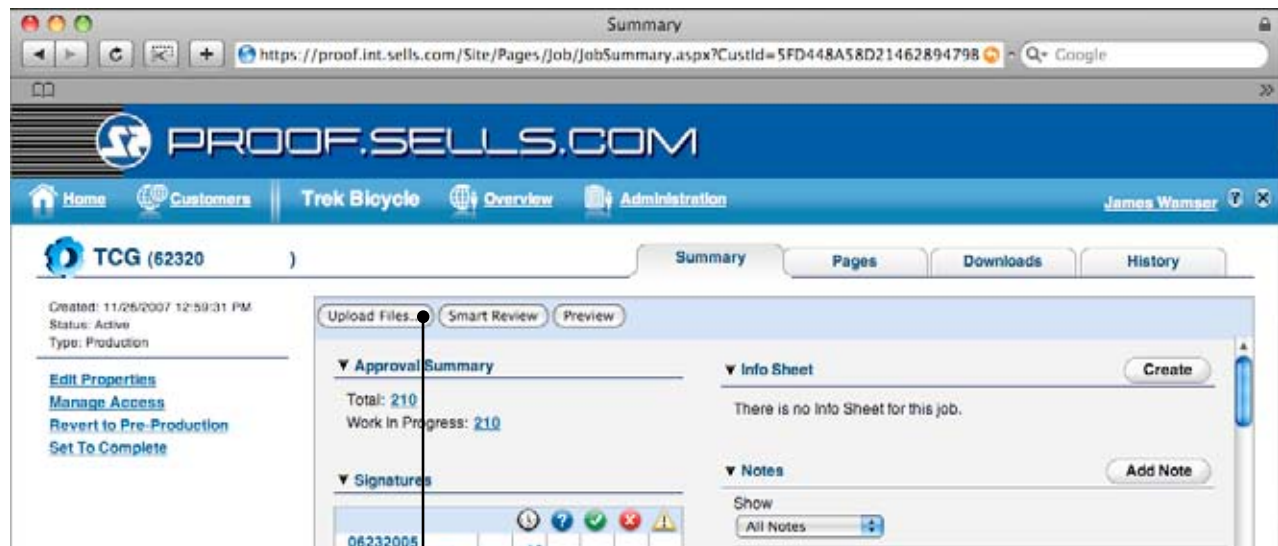 Summary
https://proof.int.sells.com/Site/Pages/Job/JobSummary.aspx?CustId=5FD448A58D21462894798
Google
PROOF.SELLS.COM
Home
Customers
Trek Bicycle
Overview
Administration
James Wamser
TCG (62320 )
Summary
Pages
Downloads
History
Created: 11/26/2007 12:59:31 PM
Status: Active
Type: Production
Edit Properties
Manage Access
Revert to Pre-Production
Set To Complete
Upload Files...
Smart Review
Preview
Approval Summary
Total: 210
Work In Progress: 210
Signatures
06232005
Info Sheet
Create
There is no Info Sheet for this job.
Notes
Add Note
Show
All Notes